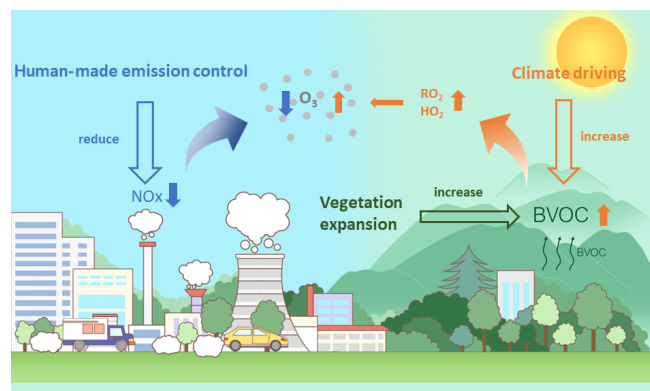 Human-made emission control
reduce
NOx
O₃
RO₂
HO₂
Climate driving
increase
Vegetation
expansion
increase
BVOC
BVOC